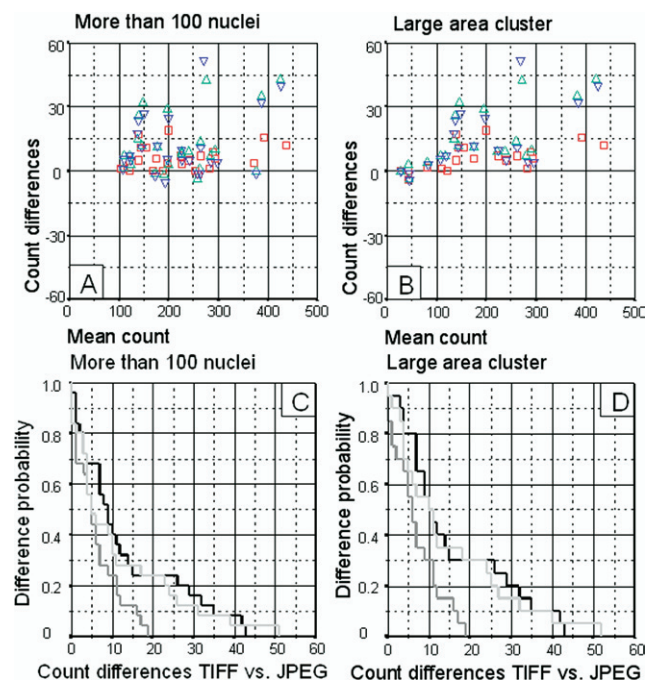 More than 100 nuclei
Large area cluster
Count differences
60
30
0
-30
-60
A
0 100 200 300 400 500
Mean count
Count differences
60
30
0
-30
-60
B
0 100 200 300 400 500
Mean count
More than 100 nuclei
Large area cluster
Difference probability
1.0
0.8
0.6
0.4
0.2
0
C
0 10 20 30 40 50 60
Count differences TIFF vs. JPEG
Difference probability
1.0
0.8
0.6
0.4
0.2
0
D
0 10 20 30 40 50 60
Count differences TIFF vs. JPEG